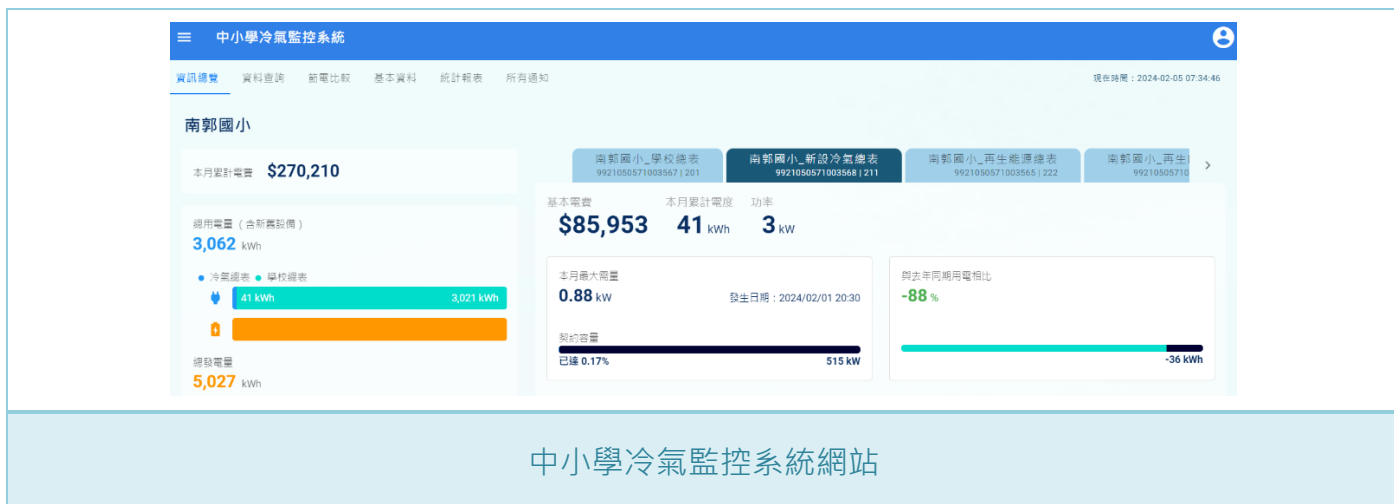 中小學冷氣監控系統
資訊總覽 資料查詢 節電比較 基本資料 統計報表 所有通知 現在時間：2024-02-05 07:34:46
南郭國小
本月累計電費 $270,210
總用電量（含新舊設備）
3,062 kWh
冷氣總表 學校總表
41 kWh 3,021 kWh
總發電量
5,027 kWh
南郭國小_學校總表
9921050571003567 | 201
南郭國小_新設冷氣總表
9921050571003568 | 211
南郭國小_再生能源總表
9921050571003565 | 222
南郭國小_再生
99210505710
基本電費 本月累計電度 功率
$85,953 41 kWh 3 kW
本月最大需量
0.88 kW 發生日期：2024/02/01 20:30
契約容量
已達 0.17% 515 kW
與去年同期用電相比
-88 %
-36 kWh
中小學冷氣監控系統網站